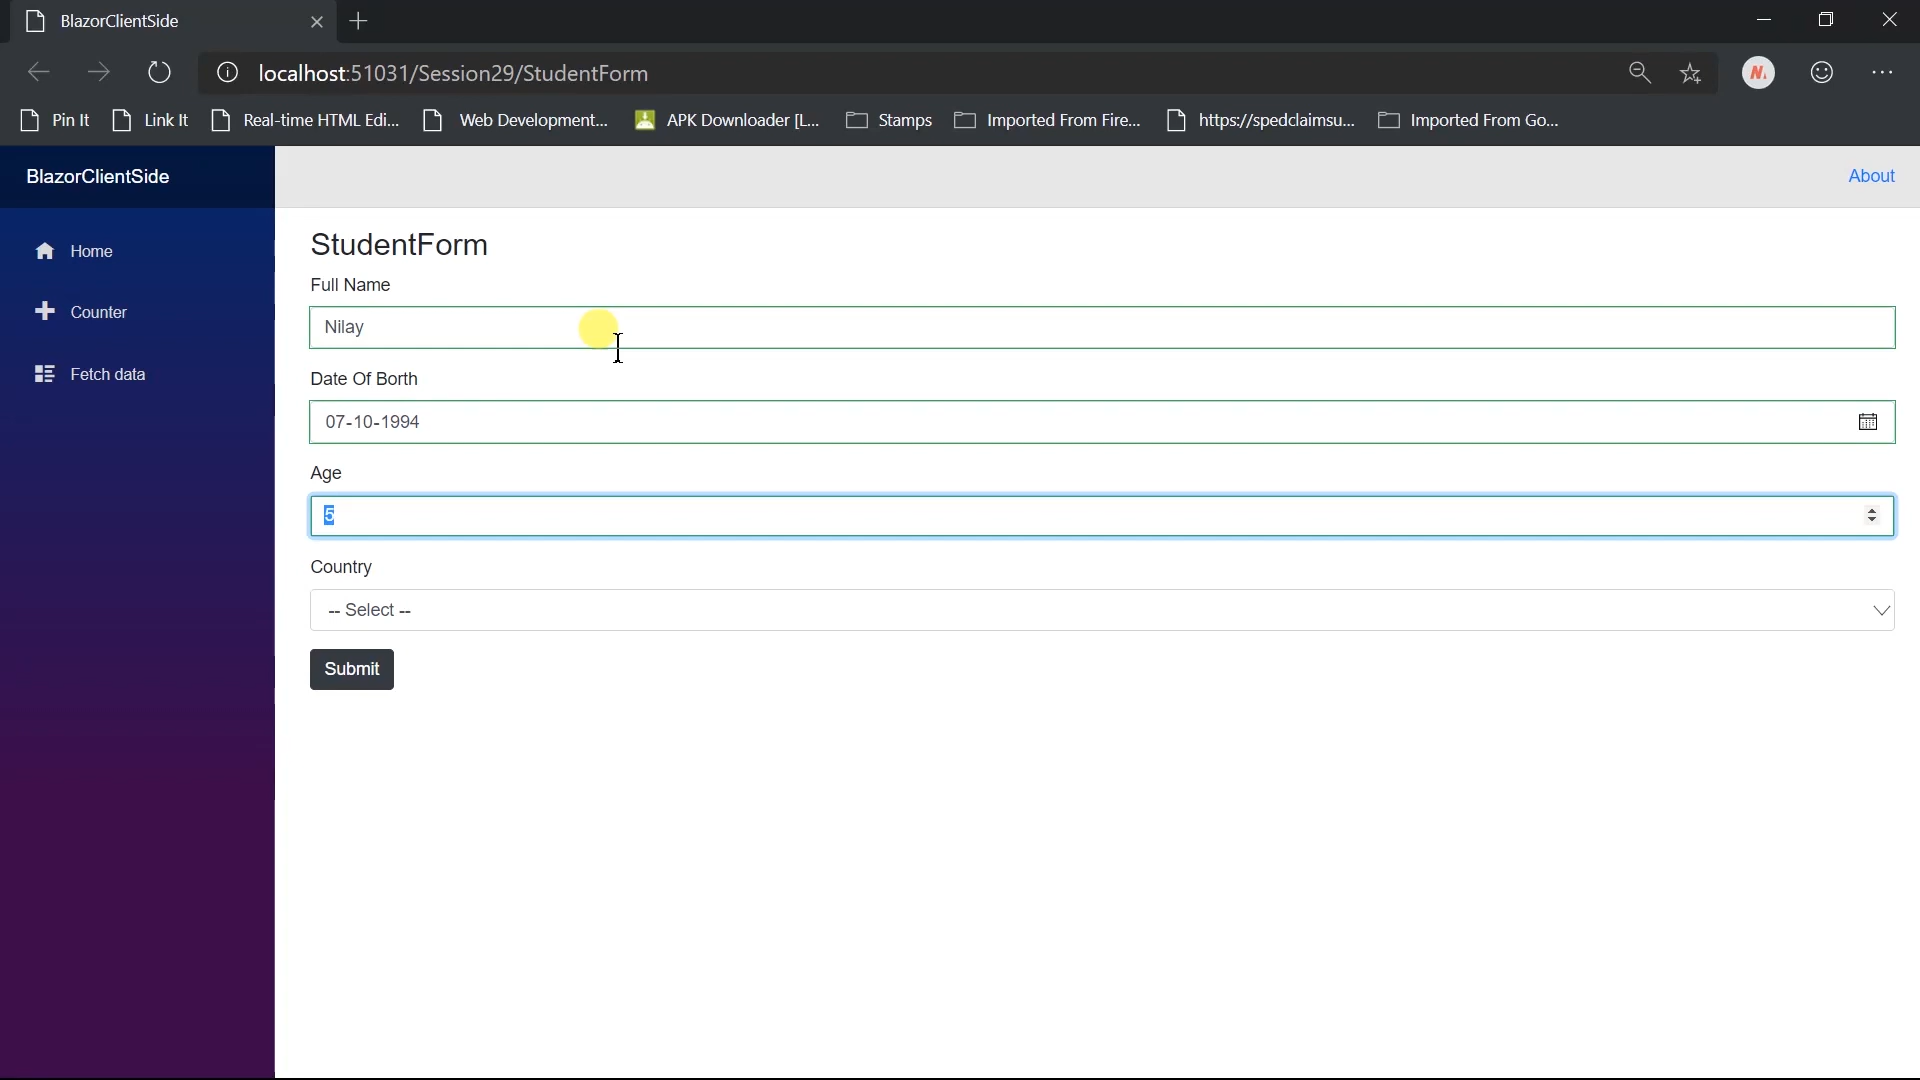 BlazorClientSide
localhost:51031/Session29/StudentForm
N.
Pin It
Link It
Real-time HTML Edi...
Web Development...
APK Downloader [L...
Stamps
Imported From Fire...
https://spedclaimsu...
Imported From Go...
BlazorClientSide
About
Home
Counter
Fetch data
StudentForm
Full Name
Nilay
Date Of Borth
07-10-1994
Age
5
Country
-- Select --
Submit